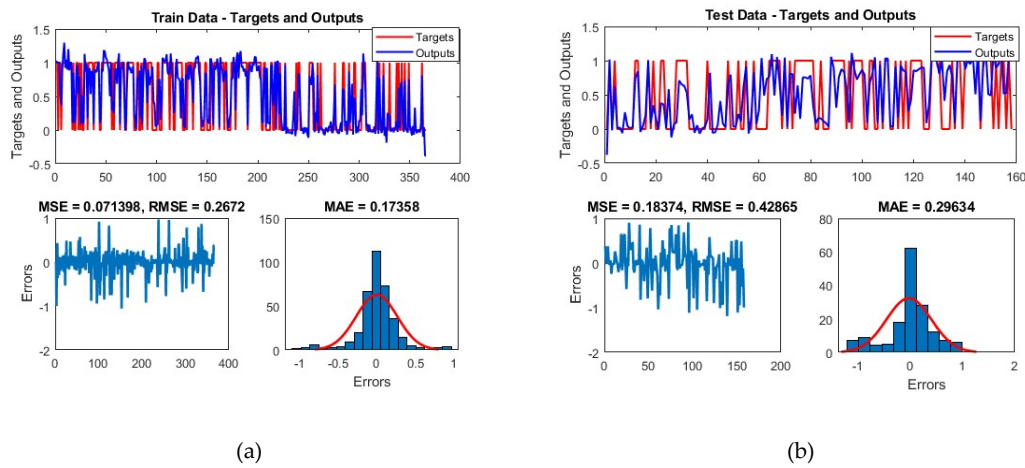 Train Data - Targets and Outputs
Targets and Outputs
1.5
1
0.5
0
-0.5
0 50 100 150 200 250 300 350 400
Targets
Outputs
MSE = 0.071398, RMSE = 0.2672
Errors
1
0
-1
-2
0 100 200 300 400
MAE = 0.17358
150
100
50
0
-1 -0.5 0 0.5 1
Errors
(a)
Test Data - Targets and Outputs
Targets and Outputs
1.5
1
0.5
0
-0.5
0 20 40 60 80 100 120 140 160
Targets
Outputs
MSE = 0.18374, RMSE = 0.42865
Errors
1
0
-1
-2
0 50 100 150 200
MAE = 0.29634
80
60
40
20
0
-1 0 1 2
Errors
(b)